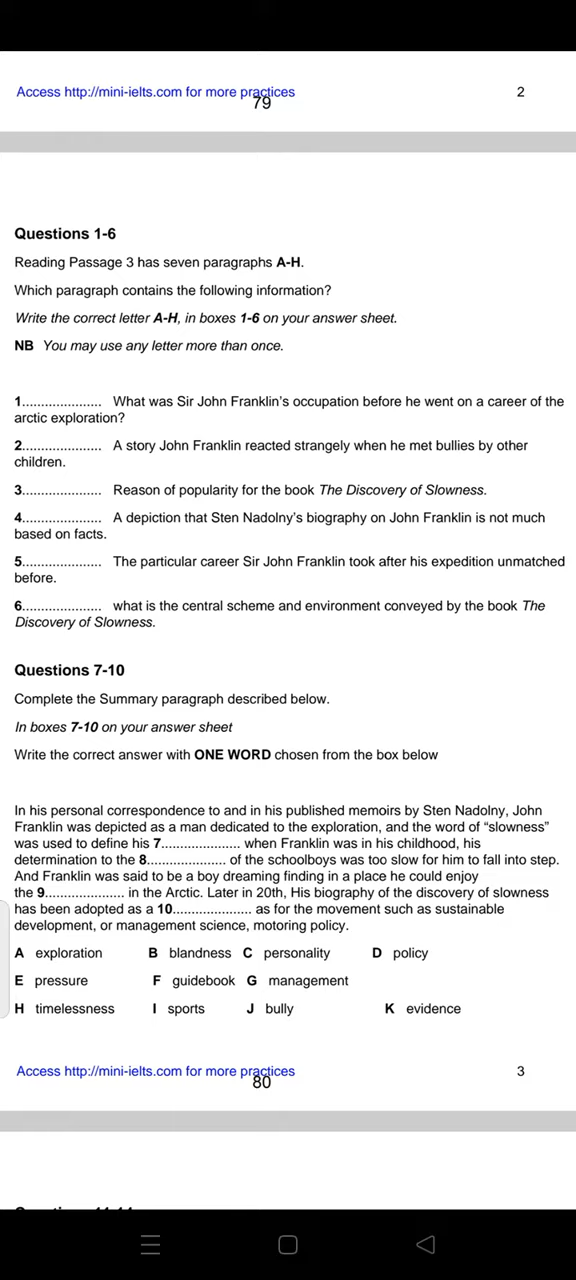 Access http://mini-ielts.com for more practices 2
79
Questions 1-6
Reading Passage 3 has seven paragraphs A-H.
Which paragraph contains the following information?
Write the correct letter A-H, in boxes 1-6 on your answer sheet.
NB You may use any letter more than once.
1..................... What was Sir John Franklin's occupation before he went on a career of the
arctic exploration?
2..................... A story John Franklin reacted strangely when he met bullies by other
children.
3..................... Reason of popularity for the book The Discovery of Slowness.
4..................... A depiction that Sten Nadolny's biography on John Franklin is not much
based on facts.
5..................... The particular career Sir John Franklin took after his expedition unmatched
before.
6..................... what is the central scheme and environment conveyed by the book The
Discovery of Slowness.
Questions 7-10
Complete the Summary paragraph described below.
In boxes 7-10 on your answer sheet
Write the correct answer with ONE WORD chosen from the box below
In his personal correspondence to and in his published memoirs by Sten Nadolny, John
Franklin was depicted as a man dedicated to the exploration, and the word of “slowness”
was used to define his 7..................... when Franklin was in his childhood, his
determination to the 8..................... of the schoolboys was too slow for him to fall into step.
And Franklin was said to be a boy dreaming finding in a place he could enjoy
the 9..................... in the Arctic. Later in 20th, His biography of the discovery of slowness
has been adopted as a 10..................... as for the movement such as sustainable
development, or management science, motoring policy.
A exploration B blandness C personality D policy
E pressure F guidebook G management
H timelessness I sports J bully K evidence
Access http://mini-ielts.com for more practices 3
80